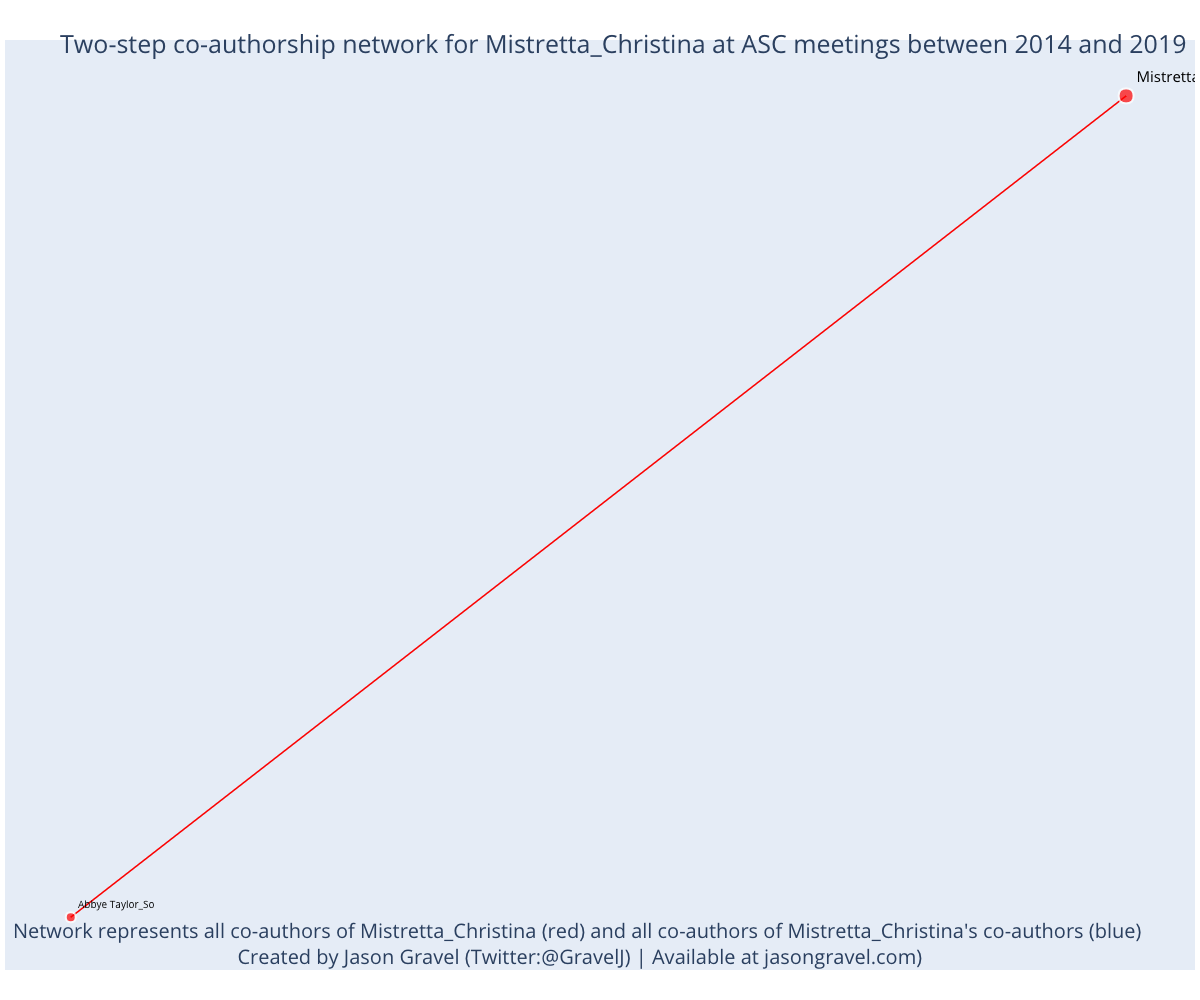 Two-step co-authorship network for Mistretta_Christina at ASC meetings between 2014 and 2019
Mistretta
Abbye Taylor_So
Network represents all co-authors of Mistretta_Christina (red) and all co-authors of Mistretta_Christina's co-authors (blue)
Created by Jason Gravel (Twitter:@GravelJ) | Available at jasongravel.com)